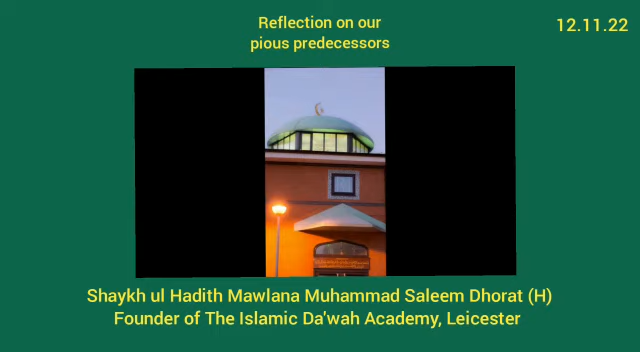 Reflection on our
pious predecessors
12.11.22
Shaykh ul Hadith Mawlana Muhammad Saleem Dhorat (H)
Founder of The Islamic Da'wah Academy, Leicester